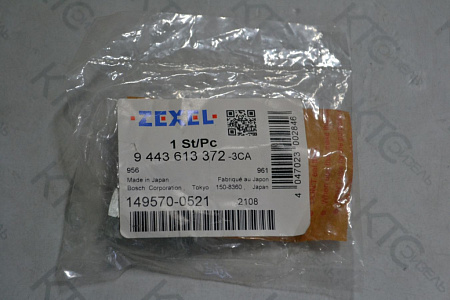 ZEXEL
1 St/Pc
9 443 613 372-3CA
956 961
Made in Japan Fabriqué au Japon
Bosch Corporation, Tokyo 150-8360, Japan
149570-0521 2108
4 047023 002846